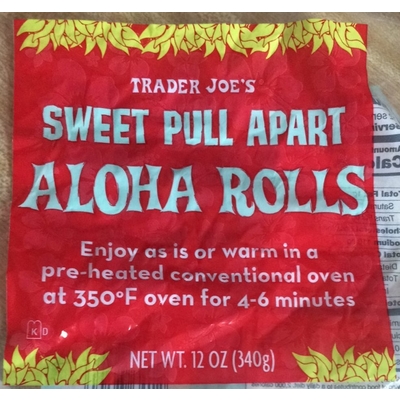 TRADER JOE'S
SWEET PULL APART
ALOHA ROLLS
Enjoy as is or warm in a
pre-heated conventional oven
at 350°F oven for 4-6 minutes
K-D
NET WT. 12 OZ (340g)